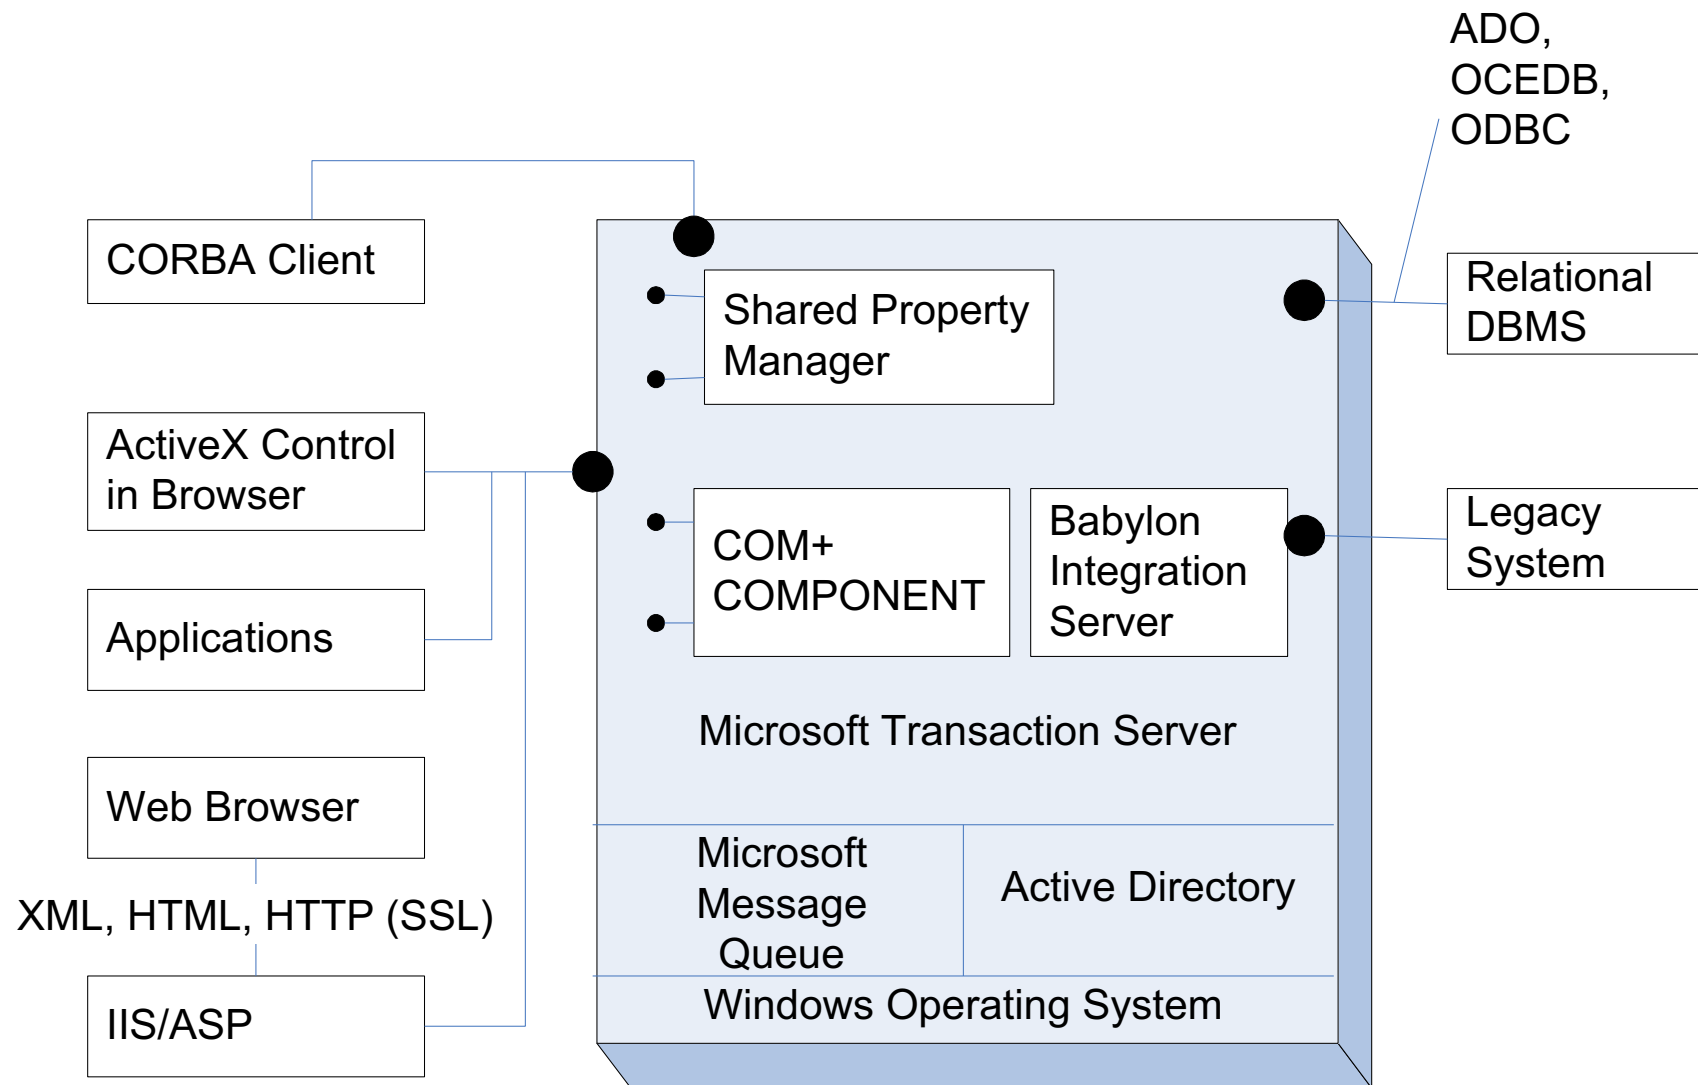 ADO,
OCEDB,
ODBC
CORBA Client
Shared Property
Manager
Relational
DBMS
ActiveX Control
in Browser
COM+
COMPONENT
Babylon
Integration
Server
Legacy
System
Applications
Microsoft Transaction Server
Web Browser
Microsoft
Message
Queue
Active Directory
XML, HTML, HTTP (SSL)
IIS/ASP
Windows Operating System